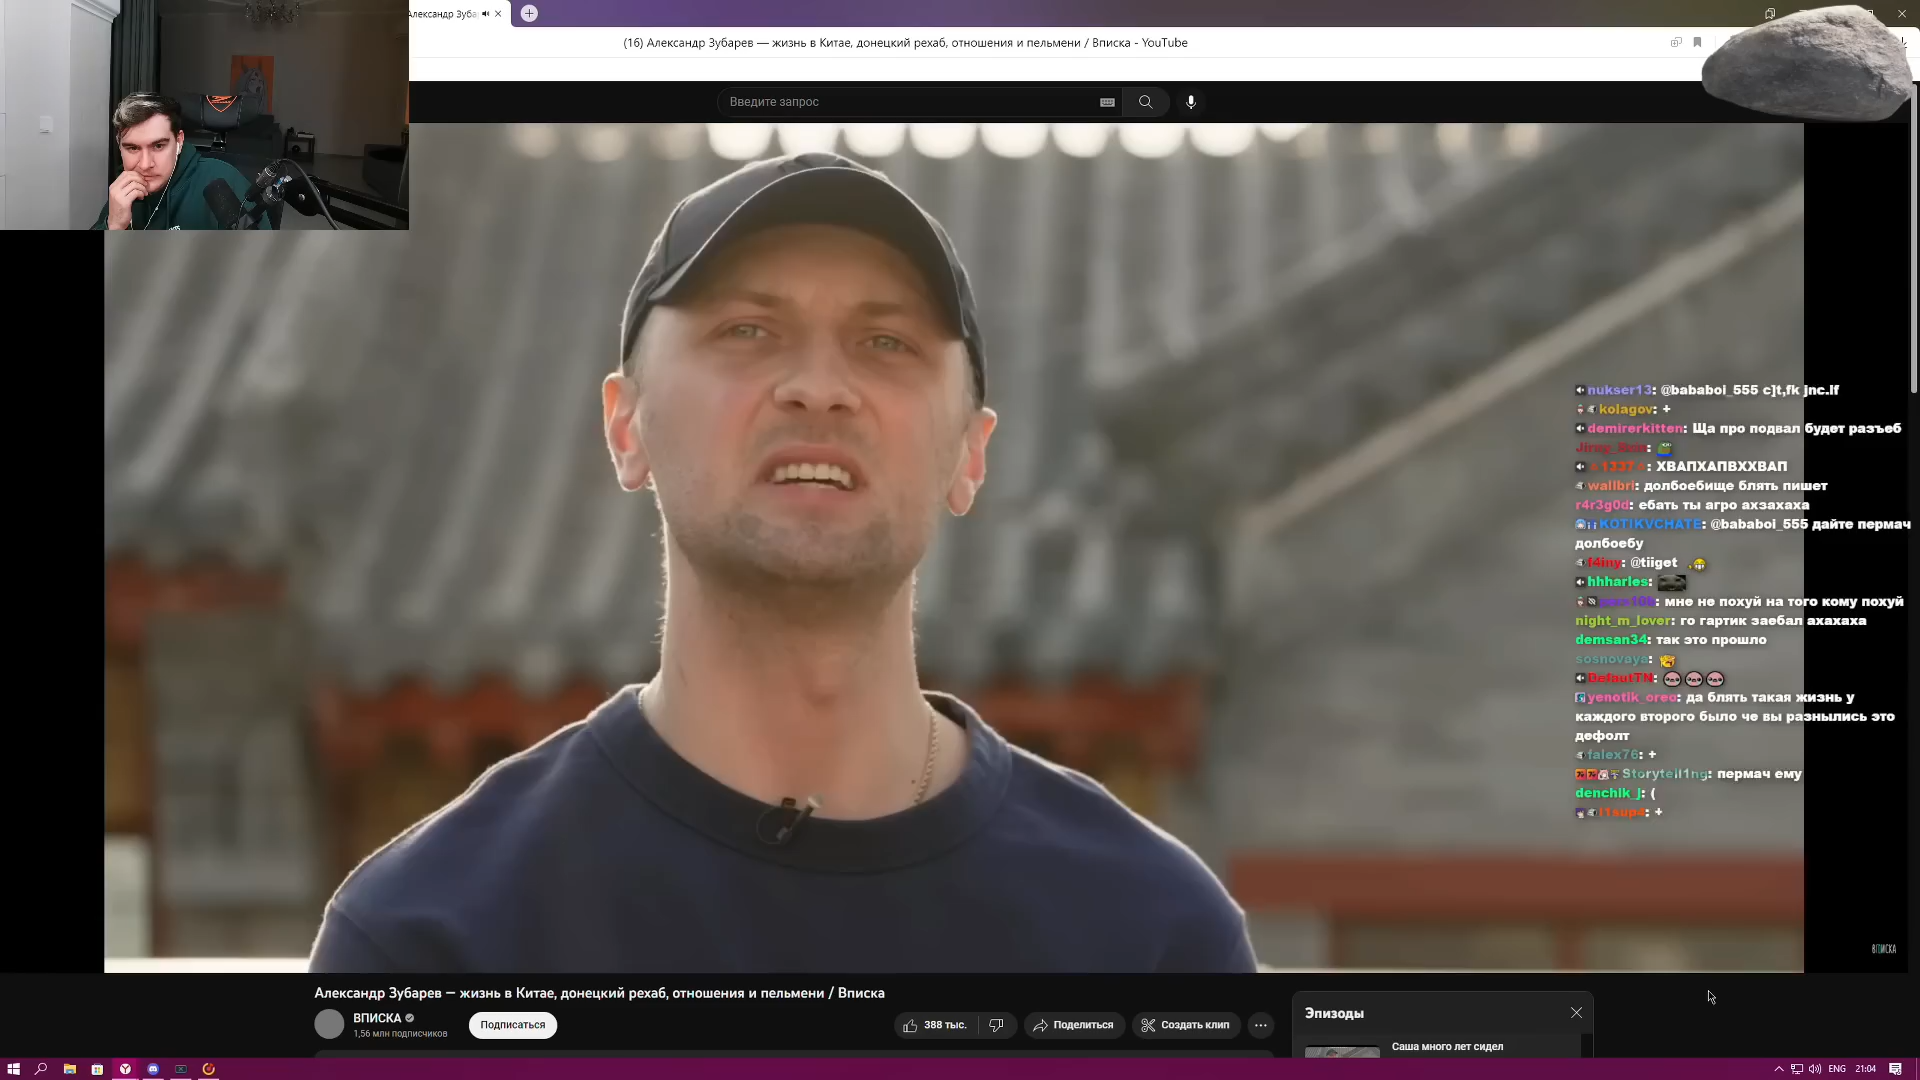 Александр Зуба
(16) Александр Зубарев — жизнь в Китае, донецкий рехаб, отношения и пельмени / Вписка - YouTube
Введите запрос
nukser13: @bababoi_555 c]t,fk jnc.lf
kolagov: +
demirerkitten: Ща про подвал будет разъеб
1337: ХВАПХАПВХХВАП
wallbri: долбоебище блять пишет
r4r3g0d: ебать ты агро ахзахаха
KOTIKVCHATE: @bababoi_555 дайте пермач
долбоебу
f4iny: @tiiget
hhharles:
мне не похуй на того кому похуй
night_m_lover: го гартик заебал ахахаха
demsan34: так это прошло
sosnovaya:
DefautTN:
yenotik_oreo: да блять такая жизнь у
каждого второго было че вы разнылись это
дефолт
falex76: +
Storytell1ng: пермач ему
denchik_j: (
l1sup4: +
ВПИСКА
Александр Зубарев — жизнь в Китае, донецкий рехаб, отношения и пельмени / Вписка
ВПИСКА
1,56 млн подписчиков
Подписаться
388 тыс.
Поделиться
Создать клип
Эпизоды
Саша много лет сидел
ENG
21:04